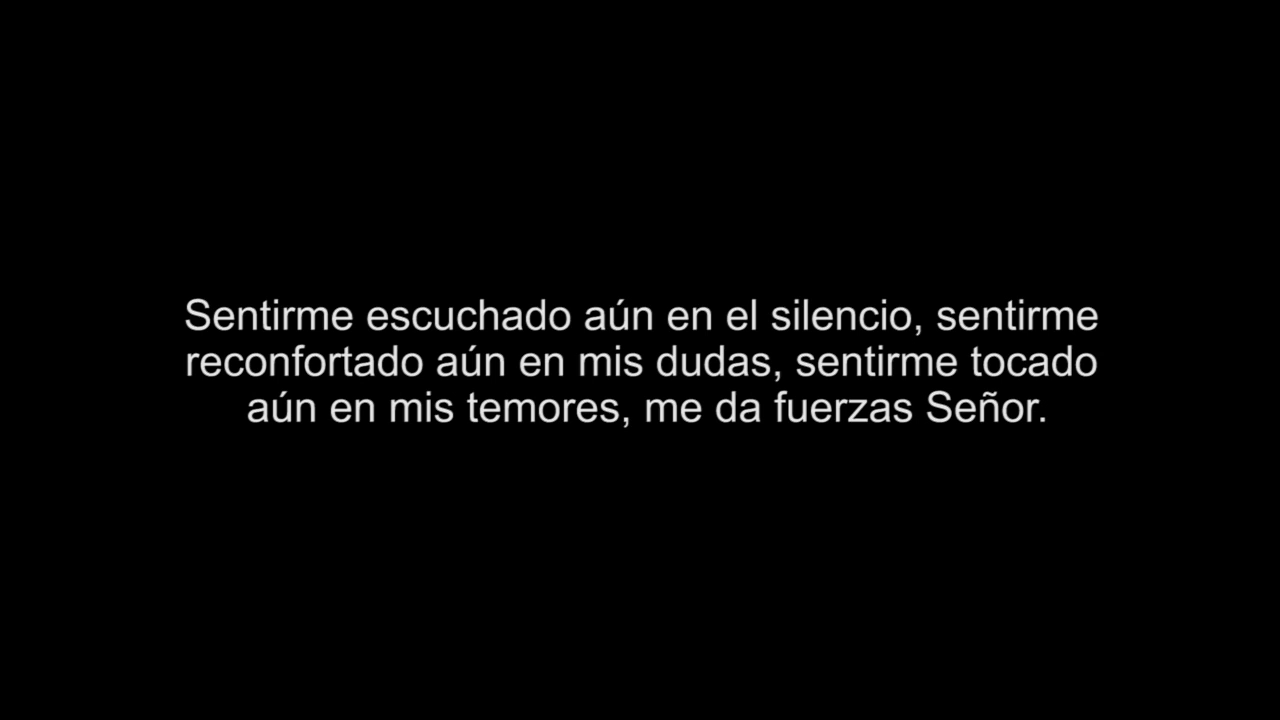 Sentirme escuchado aún en el silencio, sentirme
reconfortado aún en mis dudas, sentirme tocado
aún en mis temores, me da fuerzas Señor.